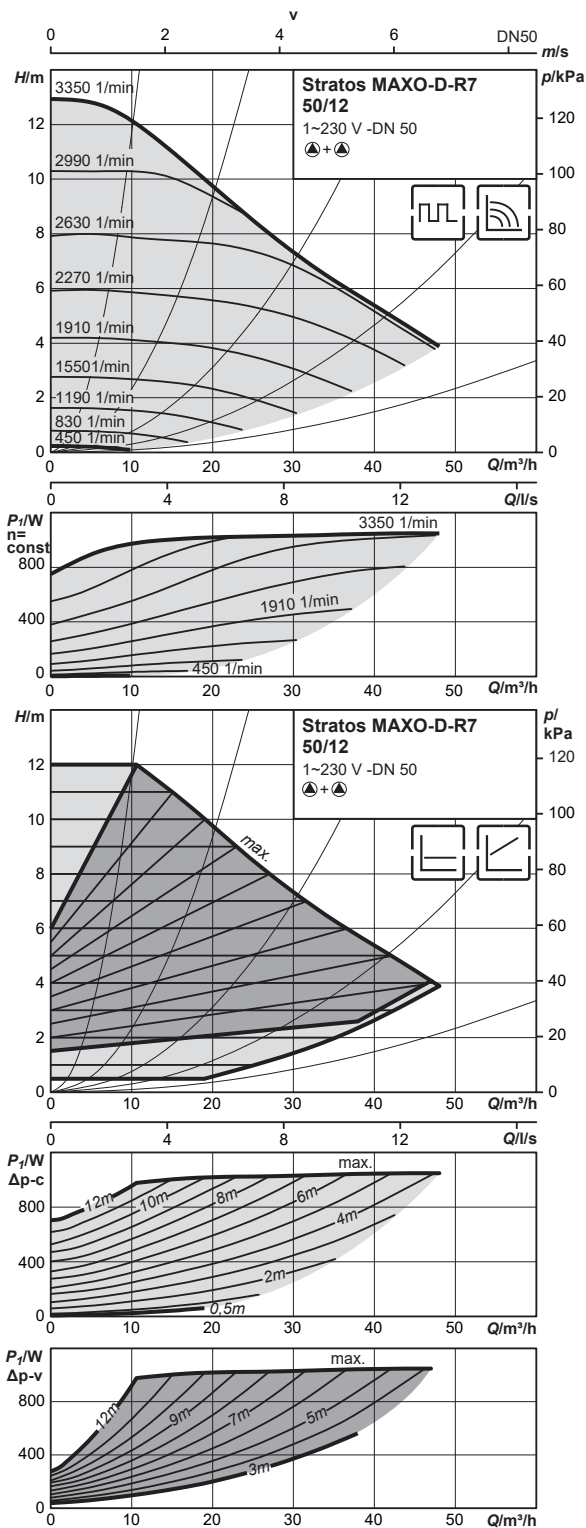 v
0 2 4 6 DN50
m/s
H/m p/kPa
3350 1/min
Stratos MAXO-D-R7
50/12
1~230 V -DN 50
+
12 120
2990 1/min
10 100
2630 1/min
8 80
2270 1/min
6 60
1910 1/min
4 40
15501/min
2 20
1190 1/min
830 1/min
450 1/min
0 0
0 10 20 30 40 50 Q/m³/h
0 4 8 12 Q/l/s
P1/W
n=
const
3350 1/min
800
400
1910 1/min
450 1/min
0
0 10 20 30 40 50 Q/m³/h
H/m p/
kPa
Stratos MAXO-D-R7
50/12
1~230 V -DN 50
+
12 120
10 100
max.
8 80
6 60
4 40
2 20
0 0
0 10 20 30 40 50 Q/m³/h
0 4 8 12 Q/l/s
P1/W
Δp-c
max.
12m 10m 8m 6m 4m 2m 0,5m
800
400
0
0 10 20 30 40 50 Q/m³/h
P1/W
Δp-v
max.
12m 9m 7m 5m 3m
800
400
0
0 10 20 30 40 50 Q/m³/h